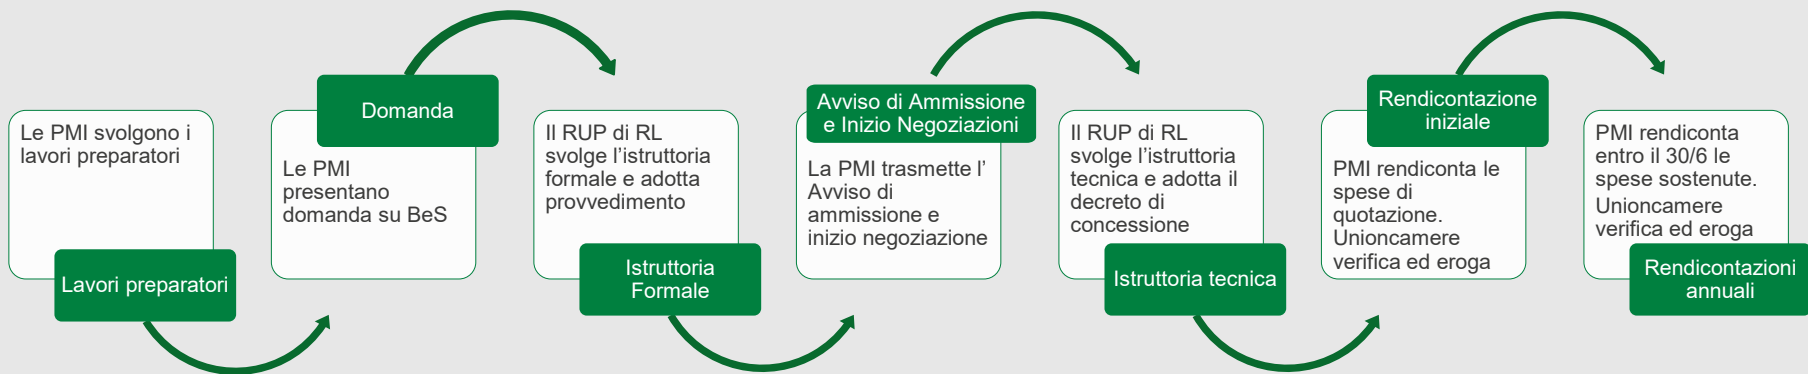 Le PMI svolgono i
lavori preparatori
Lavori preparatori
Domanda
Le PMI
presentano
domanda su BeS
Il RUP di RL
svolge l’istruttoria
formale e adotta
provvedimento
Istruttoria
Formale
Avviso di Ammissione
e Inizio Negoziazioni
La PMI trasmette l’
Avviso di
ammissione e
inizio negoziazione
Il RUP di RL
svolge l’istruttoria
tecnica e adotta il
decreto di
concessione
Istruttoria tecnica
Rendicontazione
iniziale
PMI rendiconta le
spese di
quotazione.
Unioncamere
verifica ed eroga
PMI rendiconta
entro il 30/6 le
spese sostenute.
Unioncamere
verifica ed eroga
Rendicontazioni
annuali